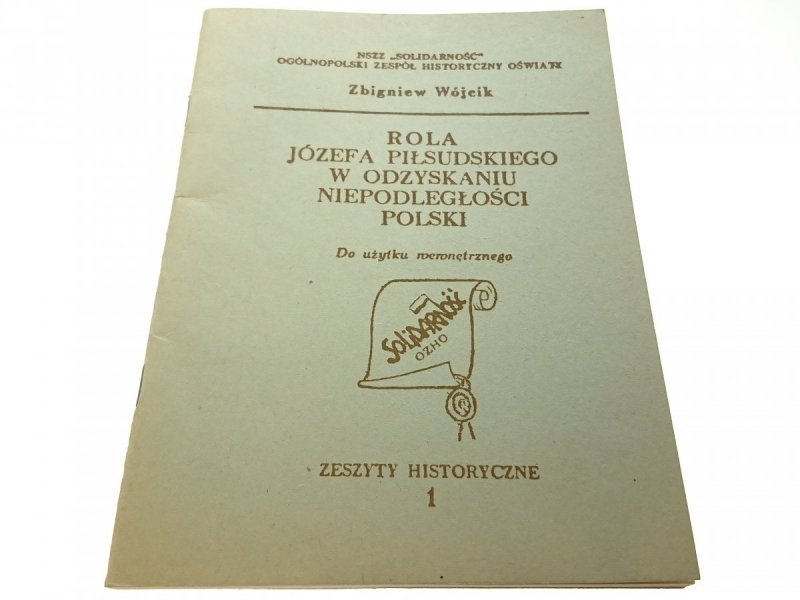 NSZZ „SOLIDARNOŚĆ"
OGÓLNOPOLSKI ZESPÓŁ HISTORYCZNY OŚWIATY
Zbigniew Wójcik
ROLA
JÓZEFA PIŁSUDSKIEGO
W ODZYSKANIU
NIEPODLEGŁOŚCI
POLSKI
Do użytku wewnętrznego
SOLIDARNOŚĆ
OZHO
ZESZYTY HISTORYCZNE
1